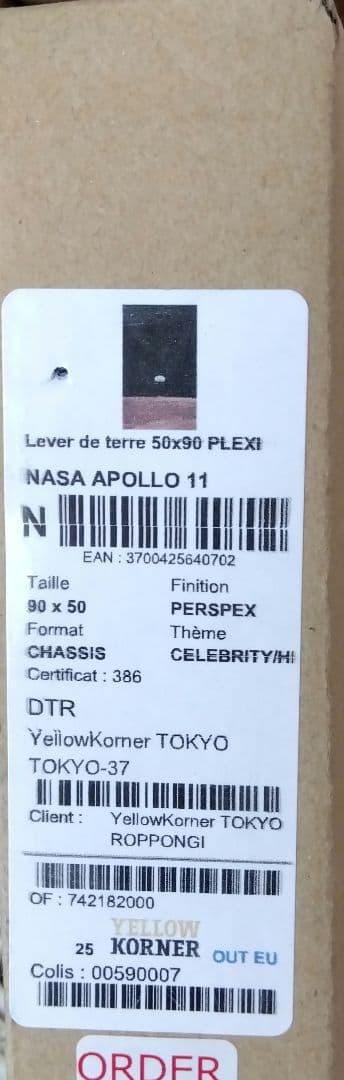 Lever de terre 50x90 PLEXI
NASA APOLLO 11
N
EAN : 3700425640702
Taille Finition
90 x 50 PERSPEX
Format Thème
CHASSIS CELEBRITY/HI
Certificat : 386
DTR
YellowKorner TOKYO
TOKYO-37
Client : YellowKorner TOKYO
ROPPONGI
OF : 742182000
YELLOW
25 KORNER OUT EU
Colis : 00590007
ORDER